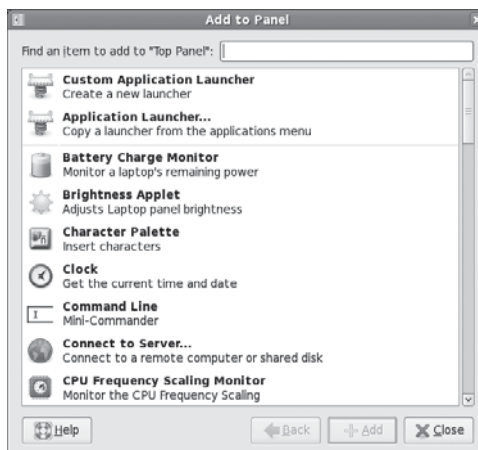 Add to Panel
Find an item to add to "Top Panel":
Custom Application Launcher
Create a new launcher
Application Launcher...
Copy a launcher from the applications menu
Battery Charge Monitor
Monitor a laptop's remaining power
Brightness Applet
Adjusts Laptop panel brightness
Character Palette
Insert characters
Clock
Get the current time and date
Command Line
Mini-Commander
Connect to Server...
Connect to a remote computer or shared disk
CPU Frequency Scaling Monitor
Monitor the CPU Frequency Scaling
Help Back Add Close